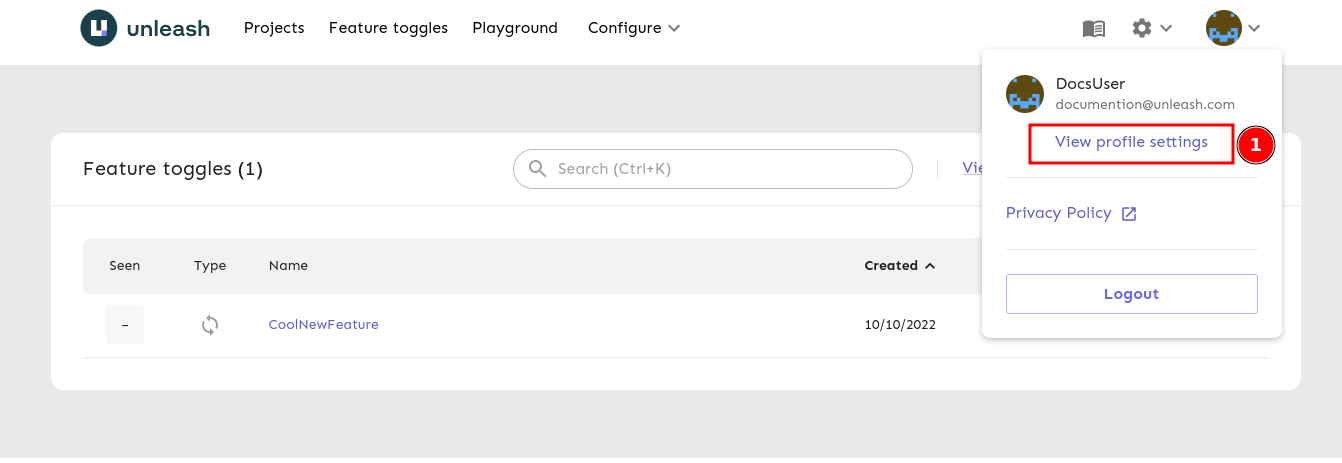 unleash Projects Feature toggles Playground Configure
DocsUser
documention@unleash.com
View profile settings 1
Feature toggles (1) Search (Ctrl+K)
Privacy Policy
Seen Type Name Created
Logout
– CoolNewFeature 10/10/2022